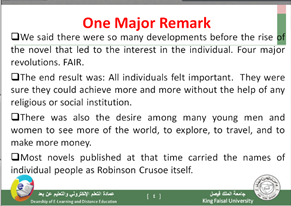 One Major Remark
❑We said there were so many developments before the rise of
the novel that led to the interest in the individual. Four major
revolutions. FAIR.
❑The end result was: All individuals felt important. They were
sure they could achieve more and more without the help of any
religious or social institution.
❑There was also the desire among many young men and
women to see more of the world, to explore, to travel, and to
make more money.
❑Most novels published at that time carried the names of
individual people as Robinson Crusoe itself.
عمادة التعلم الإلكتروني والتعليم عن بعد
Deanship of E-Learning and Distance Education
جامعة الملك فيصل
King Faisal University